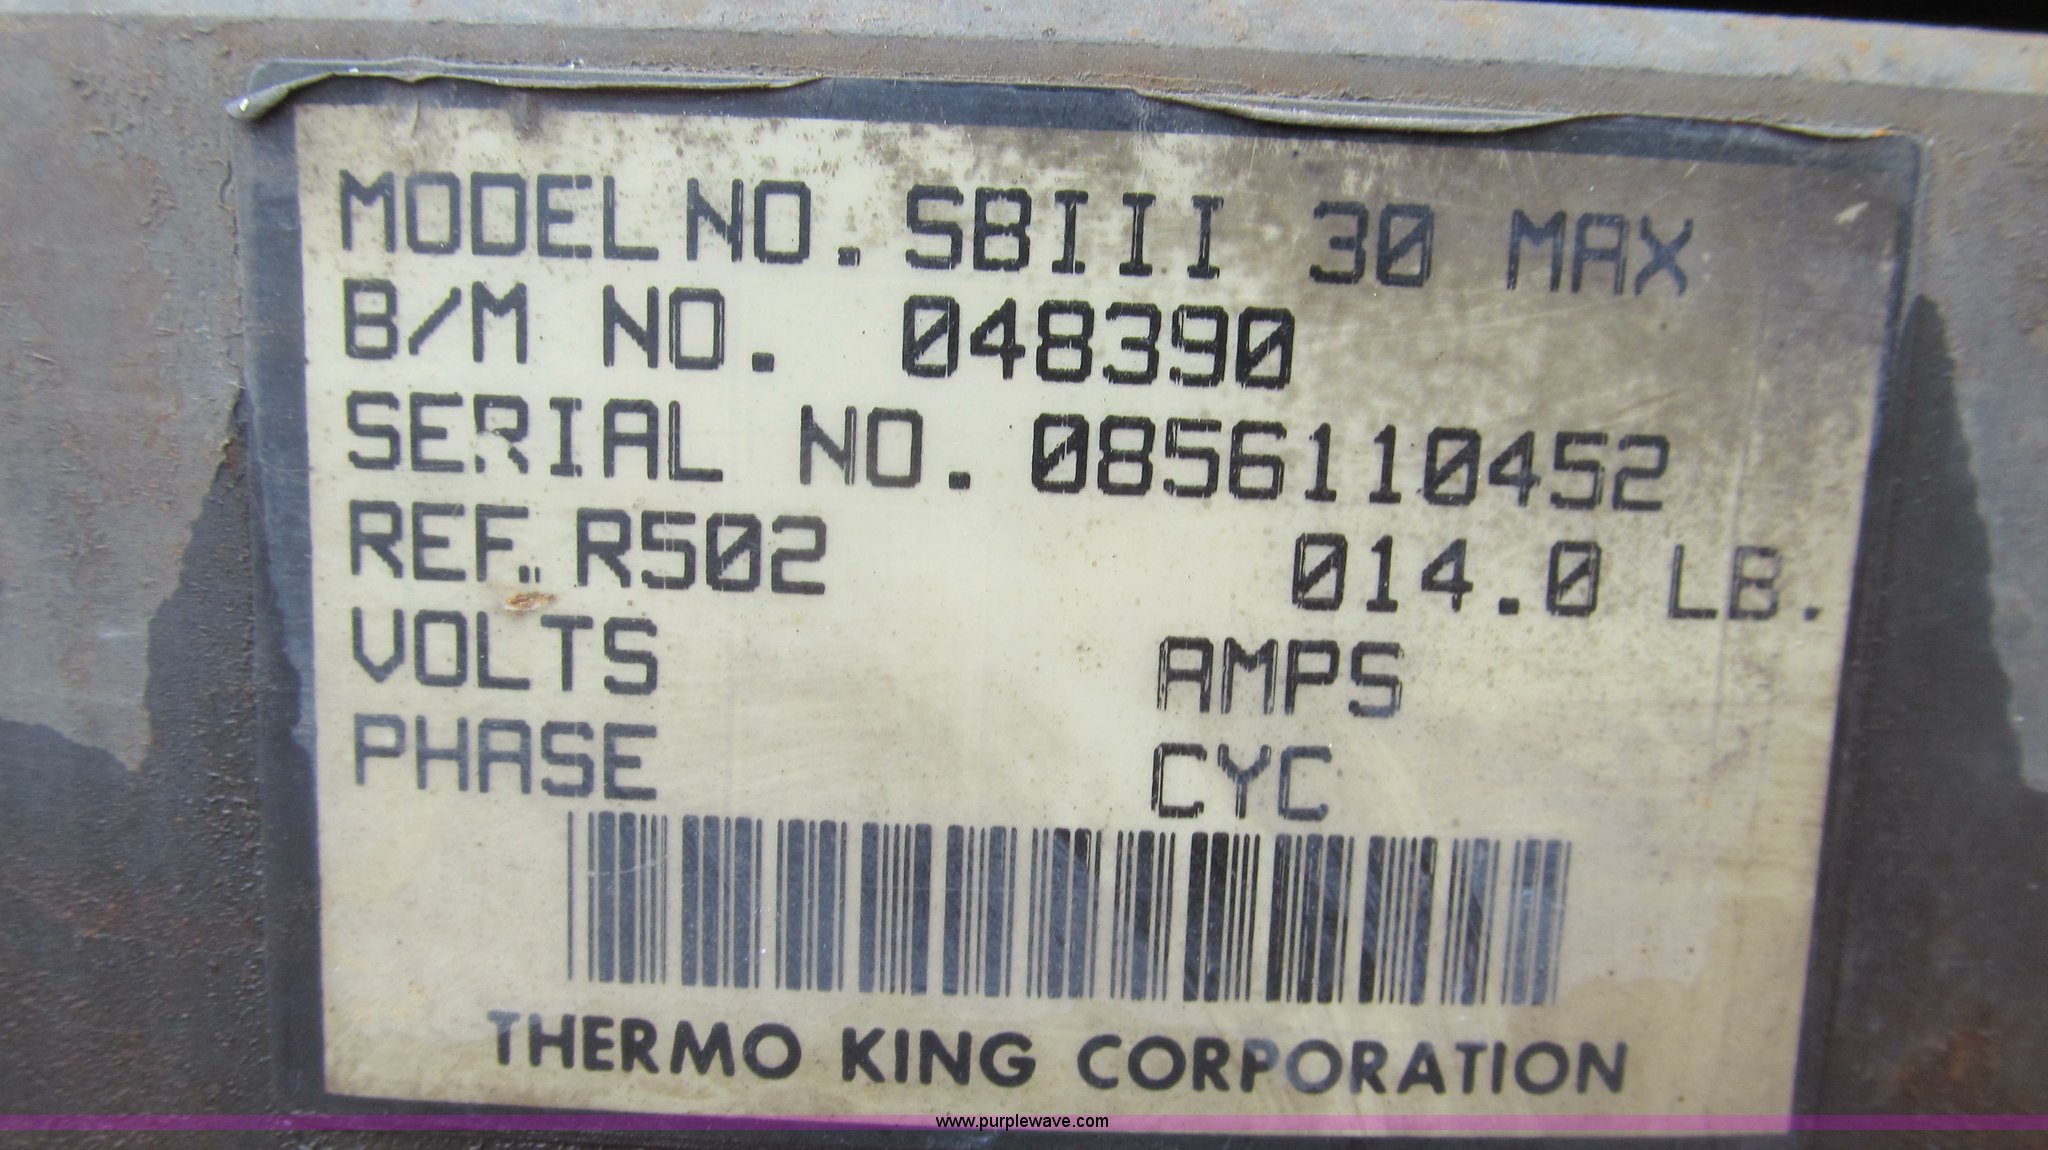 MODEL NO. SBIII 30 MAX
B/M NO. 048390
SERIAL NO. 0856110452
REF. R502 014.0 LB.
VOLTS AMPS
PHASE CYC
THERMO KING CORPORATION
www.purplewave.com